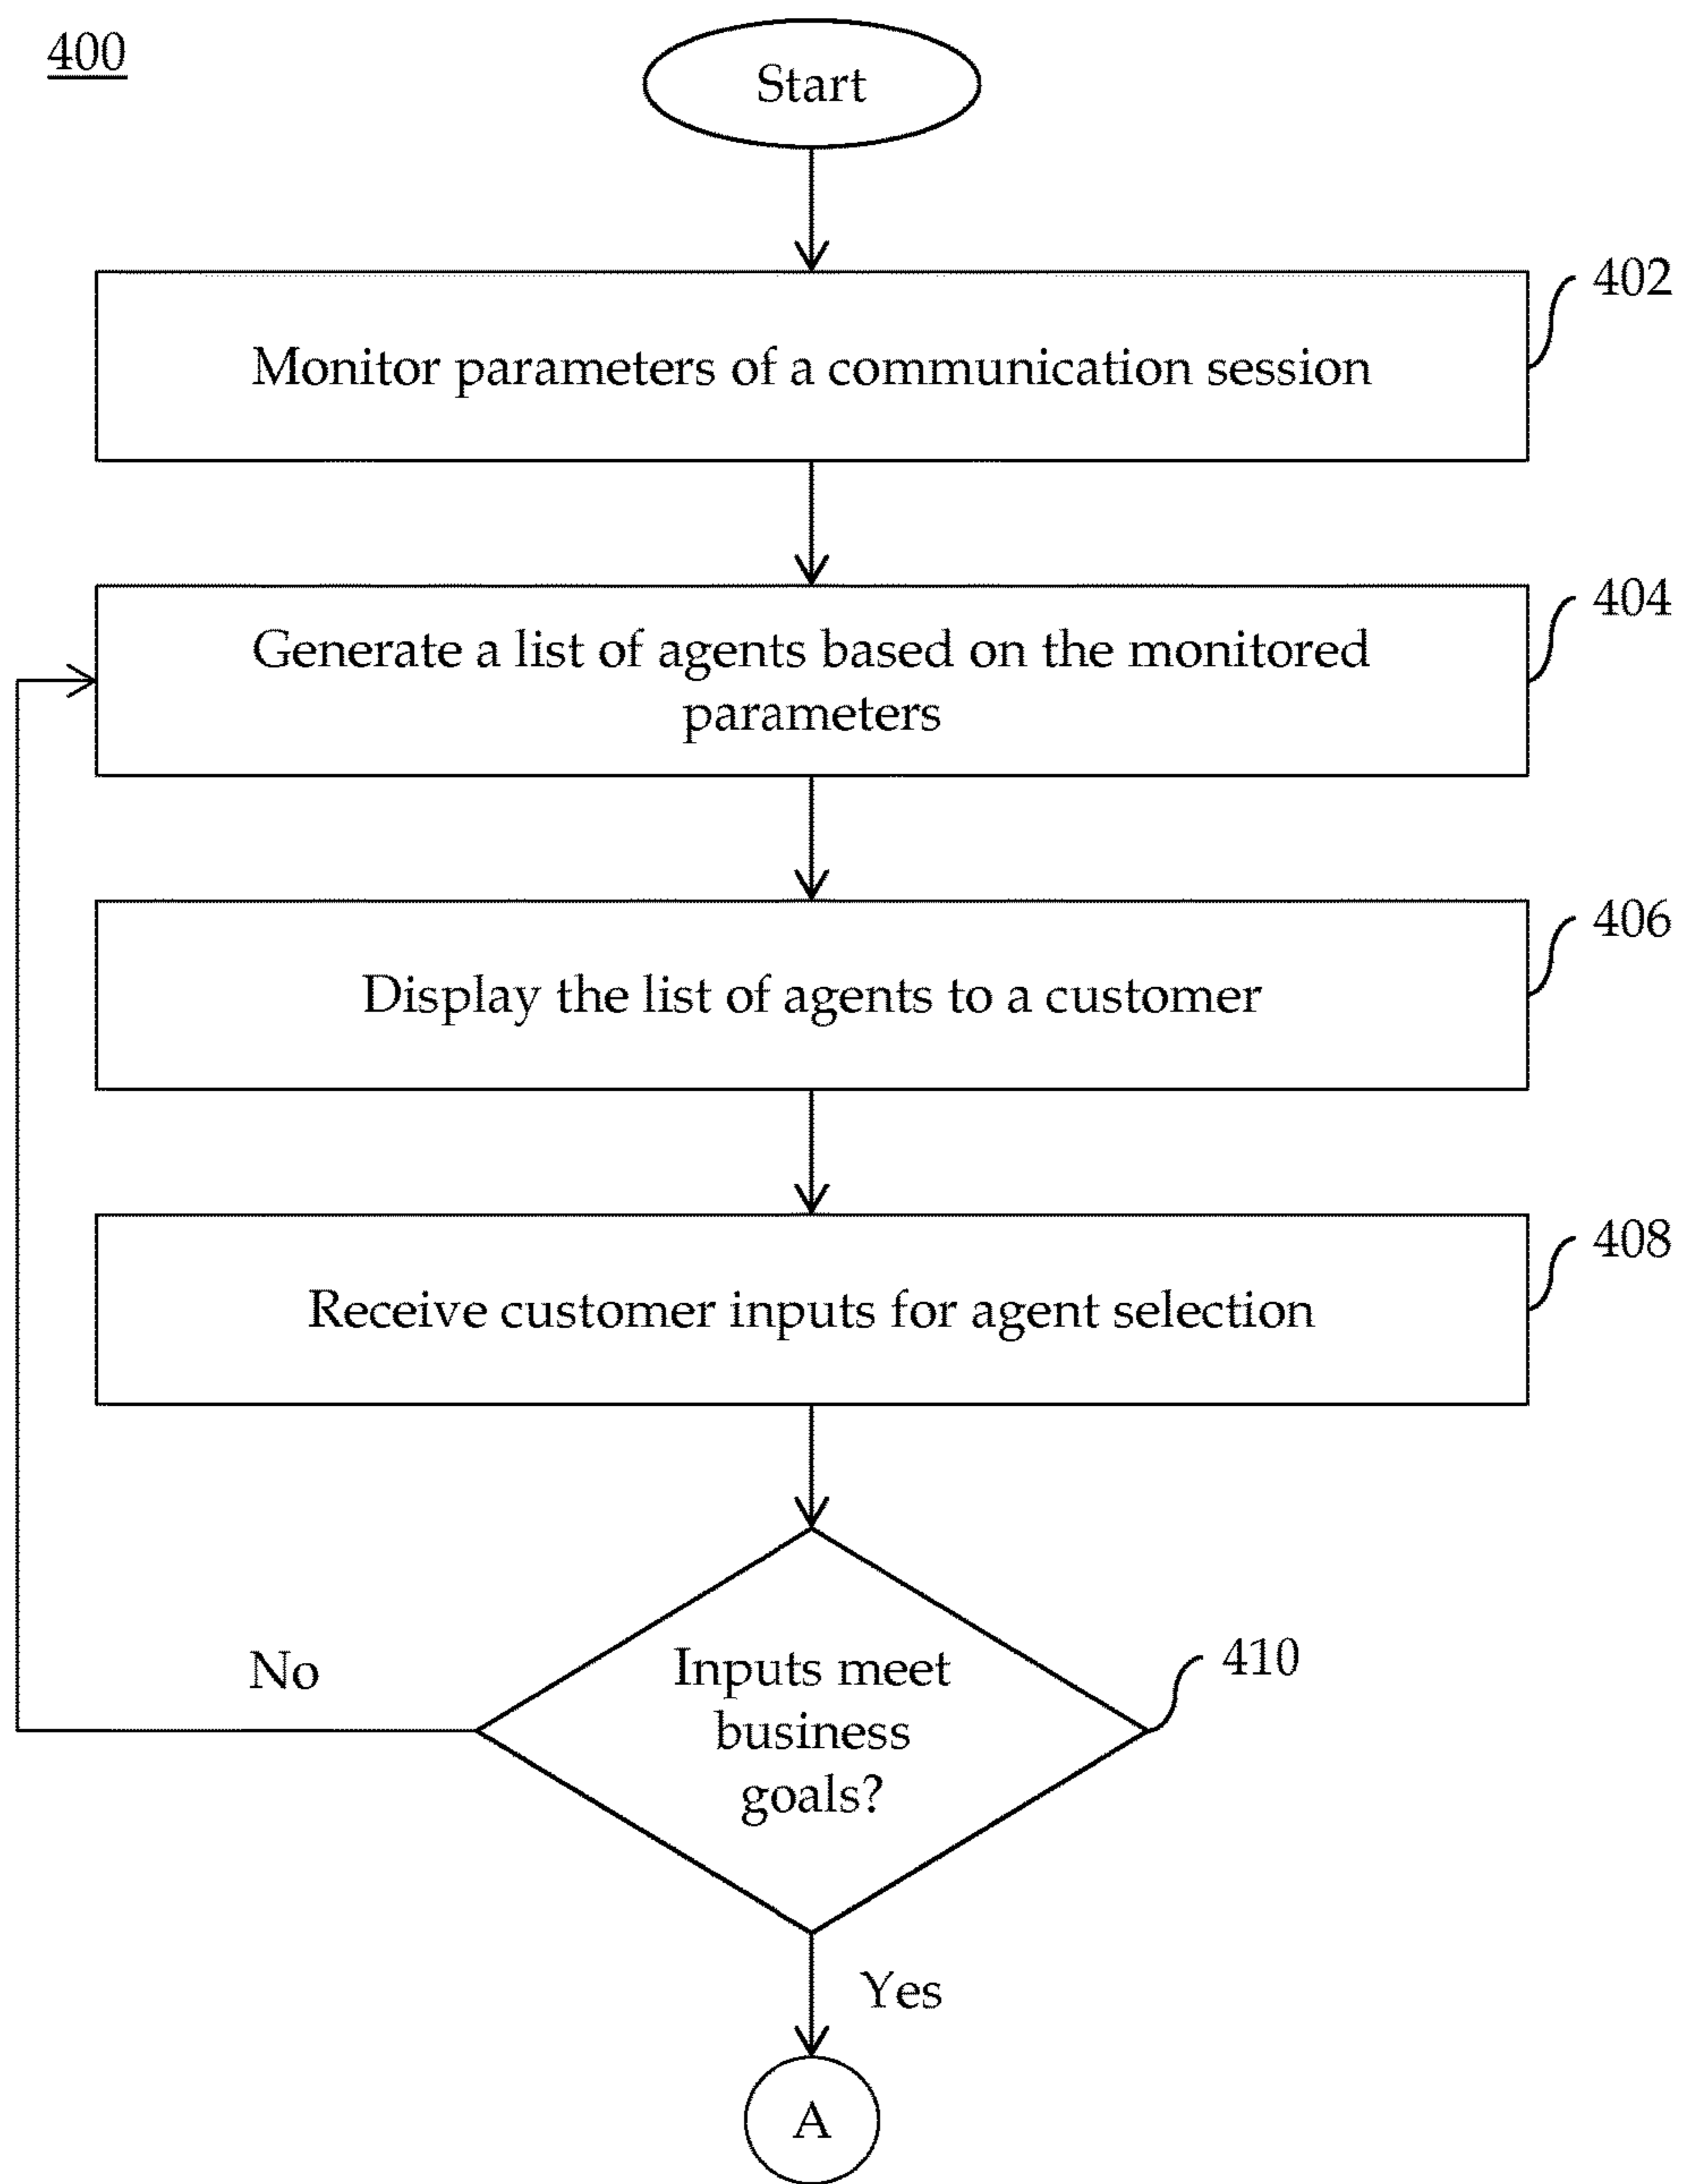 400
Start
402
Monitor parameters of a communication session
404
Generate a list of agents based on the monitored
parameters
406
Display the list of agents to a customer
408
Receive customer inputs for agent selection
410
Inputs meet
business
goals?
No
Yes
A